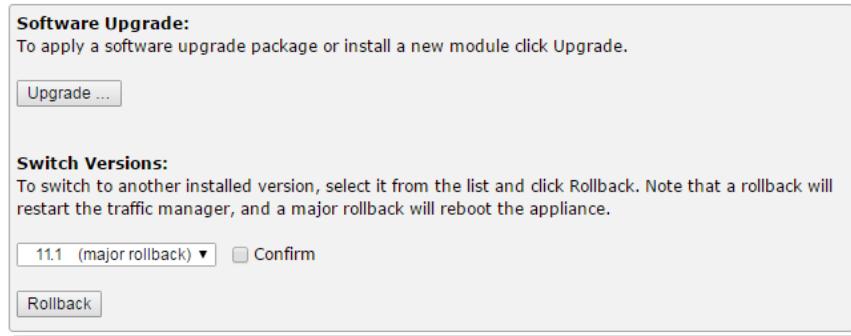 Software Upgrade:
To apply a software upgrade package or install a new module click Upgrade.
Upgrade ...
Switch Versions:
To switch to another installed version, select it from the list and click Rollback. Note that a rollback will
restart the traffic manager, and a major rollback will reboot the appliance.
11.1 (major rollback) ▼ Confirm
Rollback